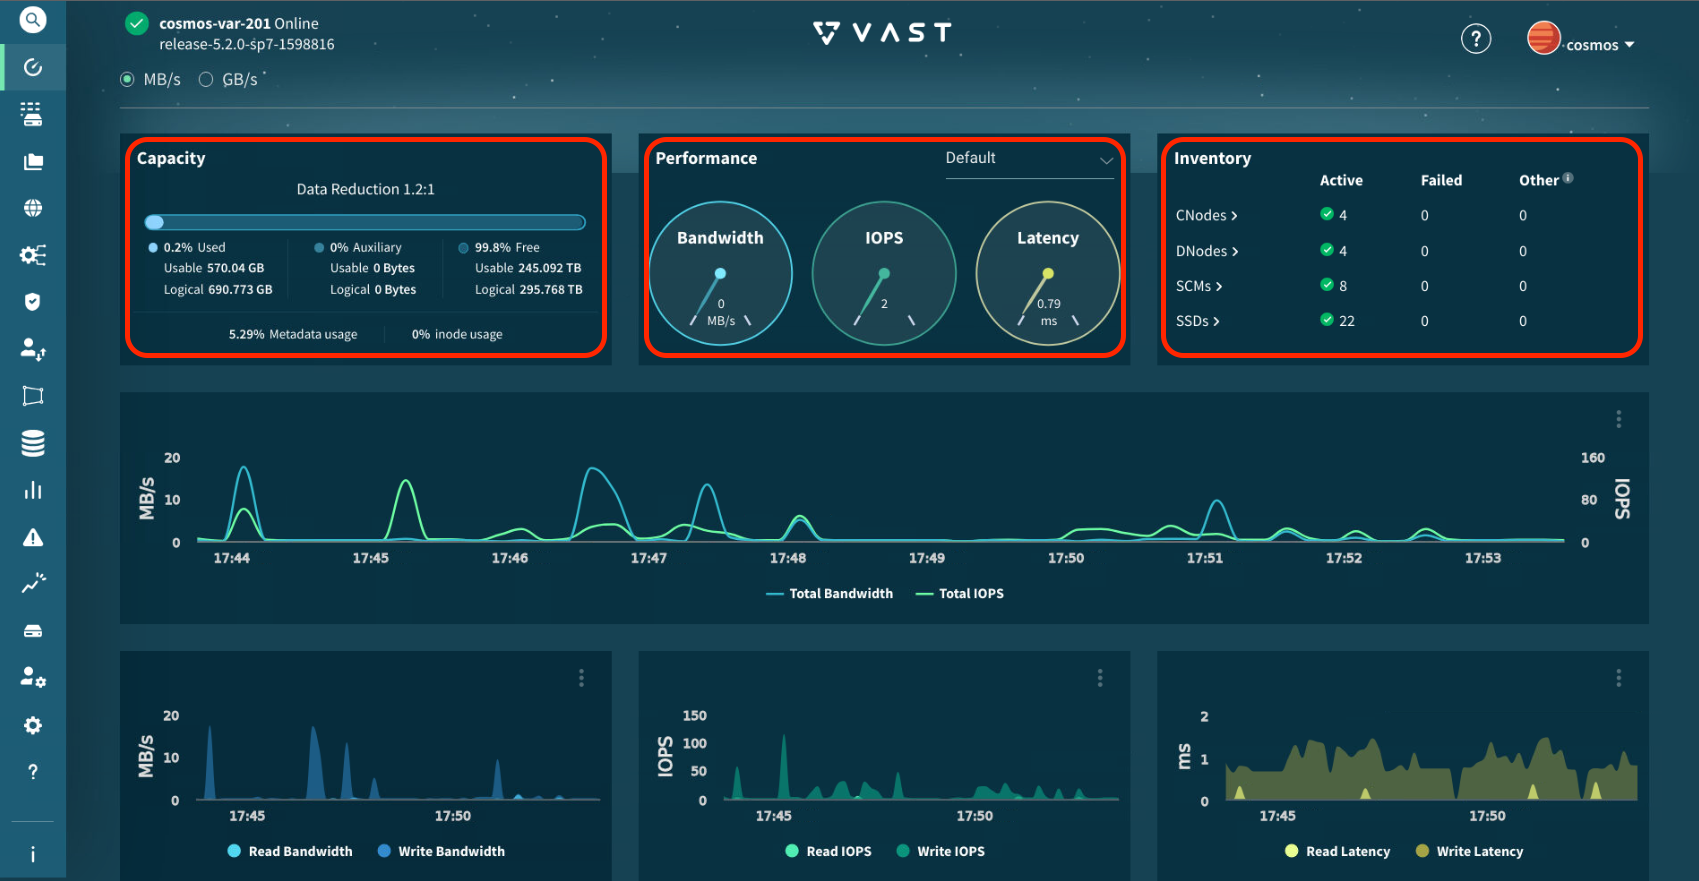 cosmos-var-201 Online
release-5.2.0-sp7-1598816
VAST
?
cosmos
MB/s GB/s
Capacity
Data Reduction 1.2:1
0.2% Used
Usable 570.04 GB
Logical 690.773 GB
0% Auxiliary
Usable 0 Bytes
Logical 0 Bytes
99.8% Free
Usable 245.092 TB
Logical 295.768 TB
5.29% Metadata usage
0% inode usage
Performance
Default
Bandwidth
0
MB/s
IOPS
2
Latency
0.79
ms
Inventory
Active Failed Other
CNodes 4 0 0
DNodes 4 0 0
SCMs 8 0 0
SSDs 22 0 0
MB/s
20
10
0
160
80
0
IOPS
17:44 17:45 17:46 17:47 17:48 17:49 17:50 17:51 17:52 17:53
Total Bandwidth Total IOPS
MB/s
20
10
0
17:45 17:50
Read Bandwidth Write Bandwidth
IOPS
150
100
50
0
17:45 17:50
Read IOPS Write IOPS
ms
2
1
0
17:45 17:50
Read Latency Write Latency
?
i